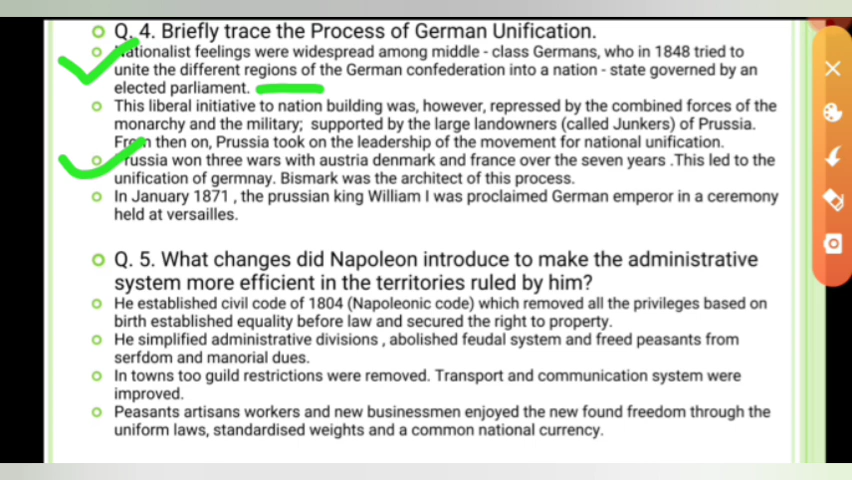 Q. 4. Briefly trace the Process of German Unification.
Nationalist feelings were widespread among middle - class Germans, who in 1848 tried to
unite the different regions of the German confederation into a nation - state governed by an
elected parliament.
This liberal initiative to nation building was, however, repressed by the combined forces of the
monarchy and the military; supported by the large landowners (called Junkers) of Prussia.
From then on, Prussia took on the leadership of the movement for national unification.
Prussia won three wars with austria denmark and france over the seven years .This led to the
unification of germnay. Bismark was the architect of this process.
In January 1871 , the prussian king William I was proclaimed German emperor in a ceremony
held at versailles.
Q. 5. What changes did Napoleon introduce to make the administrative
system more efficient in the territories ruled by him?
He established civil code of 1804 (Napoleonic code) which removed all the privileges based on
birth established equality before law and secured the right to property.
He simplified administrative divisions , abolished feudal system and freed peasants from
serfdom and manorial dues.
In towns too guild restrictions were removed. Transport and communication system were
improved.
Peasants artisans workers and new businessmen enjoyed the new found freedom through the
uniform laws, standardised weights and a common national currency.